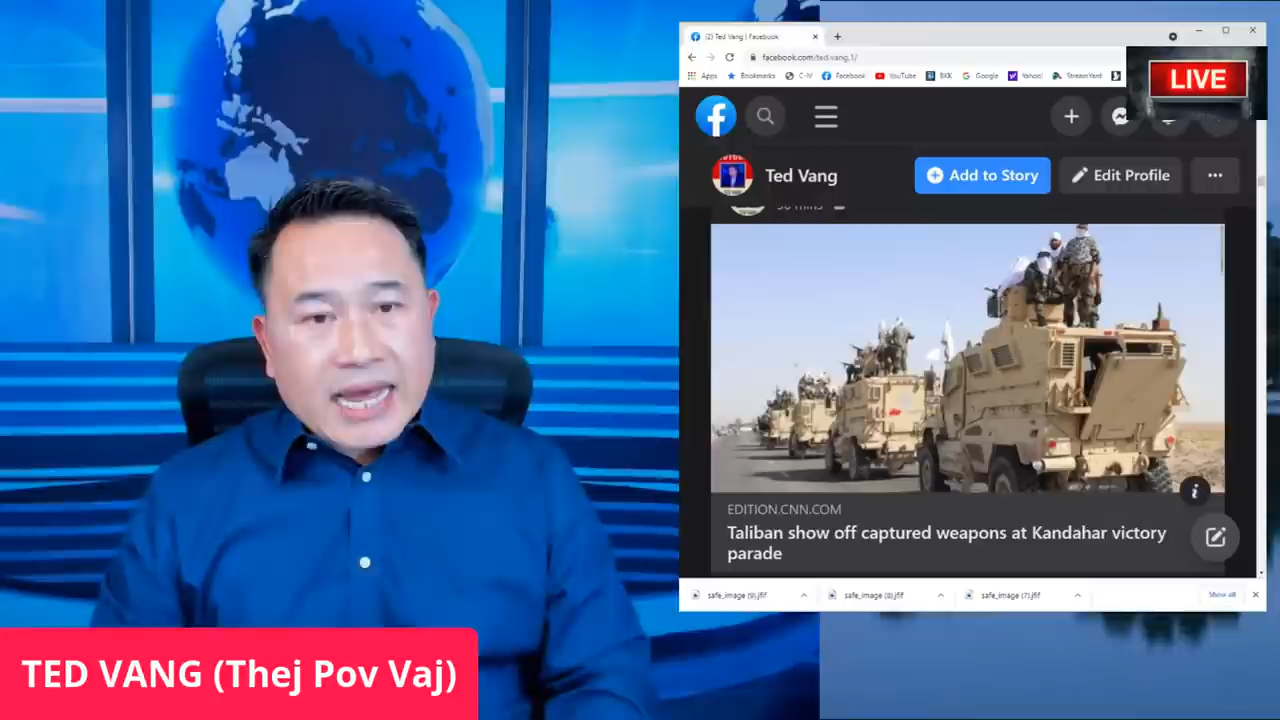 (2) Ted Vang | Facebook
facebook.com/ted.vang.1/
Apps Bookmarks C-IV Facebook YouTube BKK Google Yahoo! StreamYard
LIVE
Ted Vang
Add to Story
Edit Profile
EDITION.CNN.COM
Taliban show off captured weapons at Kandahar victory
parade
safe_image (9).jfif
safe_image (8).jfif
safe_image (7).jfif
Show all
TED VANG (Thej Pov Vaj)